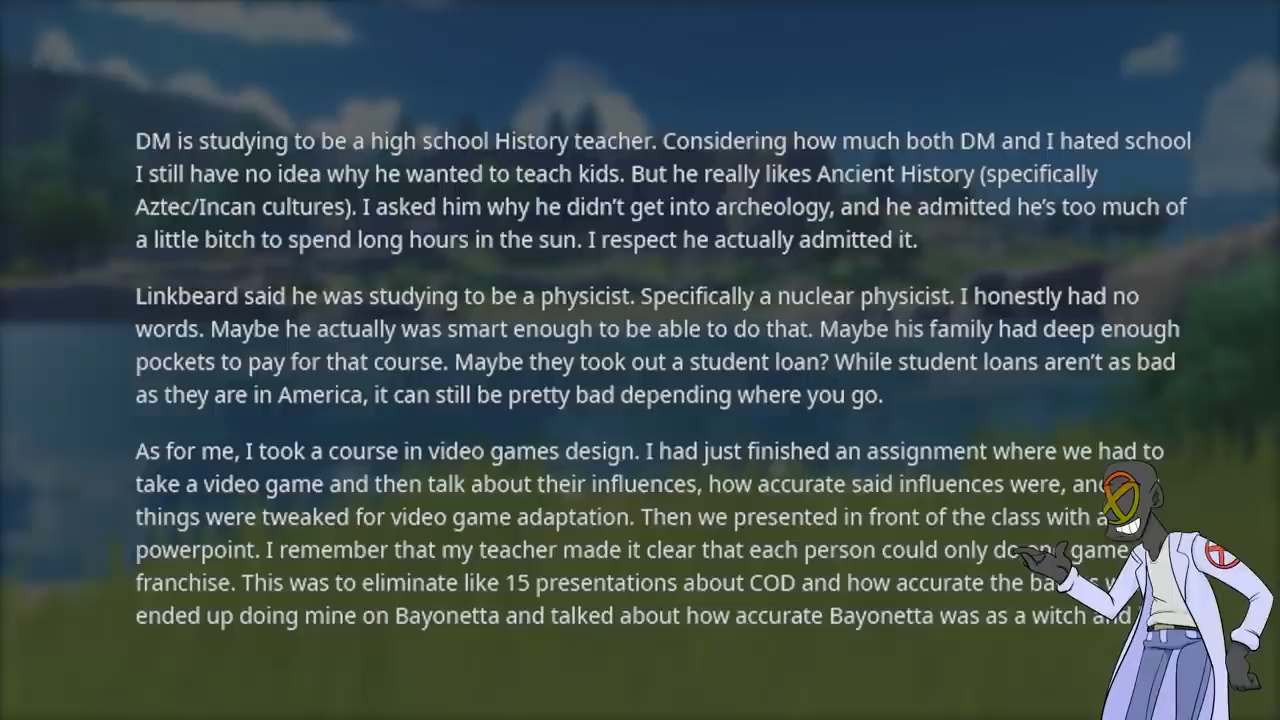 DM is studying to be a high school History teacher. Considering how much both DM and I hated school
I still have no idea why he wanted to teach kids. But he really likes Ancient History (specifically
Aztec/Incan cultures). I asked him why he didn’t get into archeology, and he admitted he’s too much of
a little bitch to spend long hours in the sun. I respect he actually admitted it.
Linkbeard said he was studying to be a physicist. Specifically a nuclear physicist. I honestly had no
words. Maybe he actually was smart enough to be able to do that. Maybe his family had deep enough
pockets to pay for that course. Maybe they took out a student loan? While student loans aren’t as bad
as they are in America, it can still be pretty bad depending where you go.
As for me, I took a course in video games design. I had just finished an assignment where we had to
take a video game and then talk about their influences, how accurate said influences were, and
things were tweaked for video game adaptation. Then we presented in front of the class with a
powerpoint. I remember that my teacher made it clear that each person could only do one game
franchise. This was to eliminate like 15 presentations about COD and how accurate the
ended up doing mine on Bayonetta and talked about how accurate Bayonetta was as a witch and